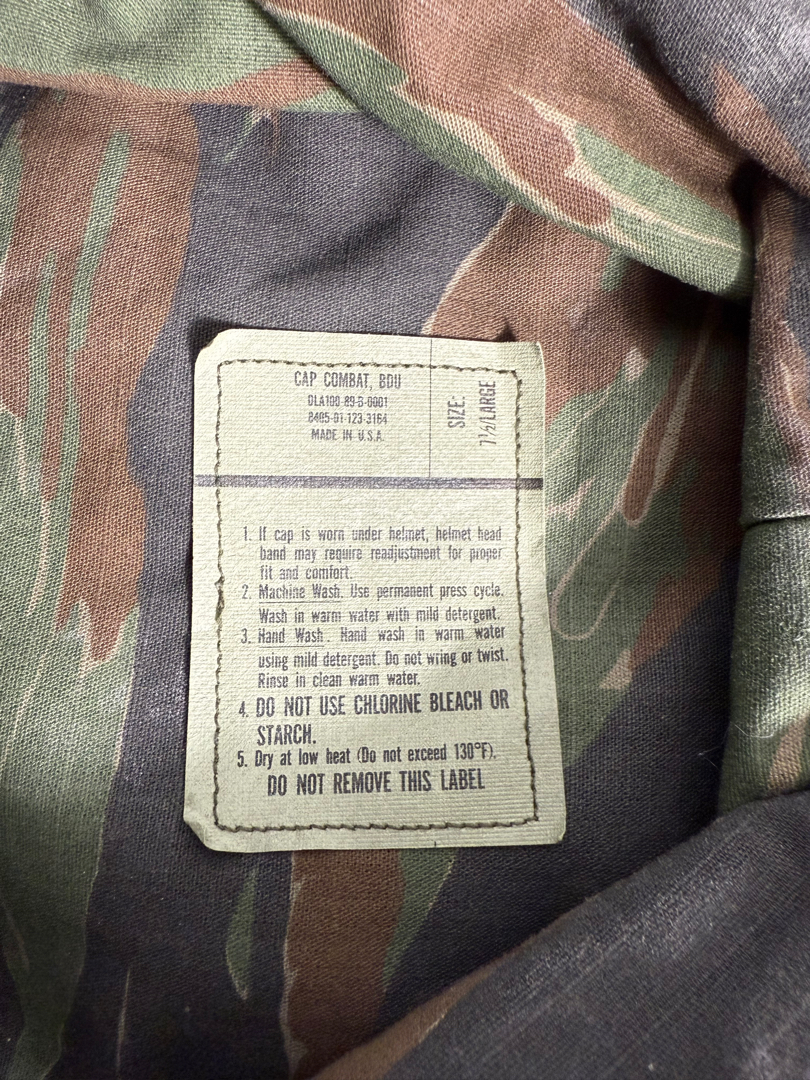 CAP COMBAT, BDU
DLA100-89-B-0001
8405-01-123-3164
MADE IN U.S.A.
SIZE:
7½/LARGE
1. If cap is worn under helmet, helmet head
band may require readjustment for proper
fit and comfort.
2. Machine Wash. Use permanent press cycle.
Wash in warm water with mild detergent.
3. Hand Wash. Hand wash in warm water
using mild detergent. Do not wring or twist.
Rinse in clean warm water.
4. DO NOT USE CHLORINE BLEACH OR
STARCH.
5. Dry at low heat (Do not exceed 130°F).
DO NOT REMOVE THIS LABEL